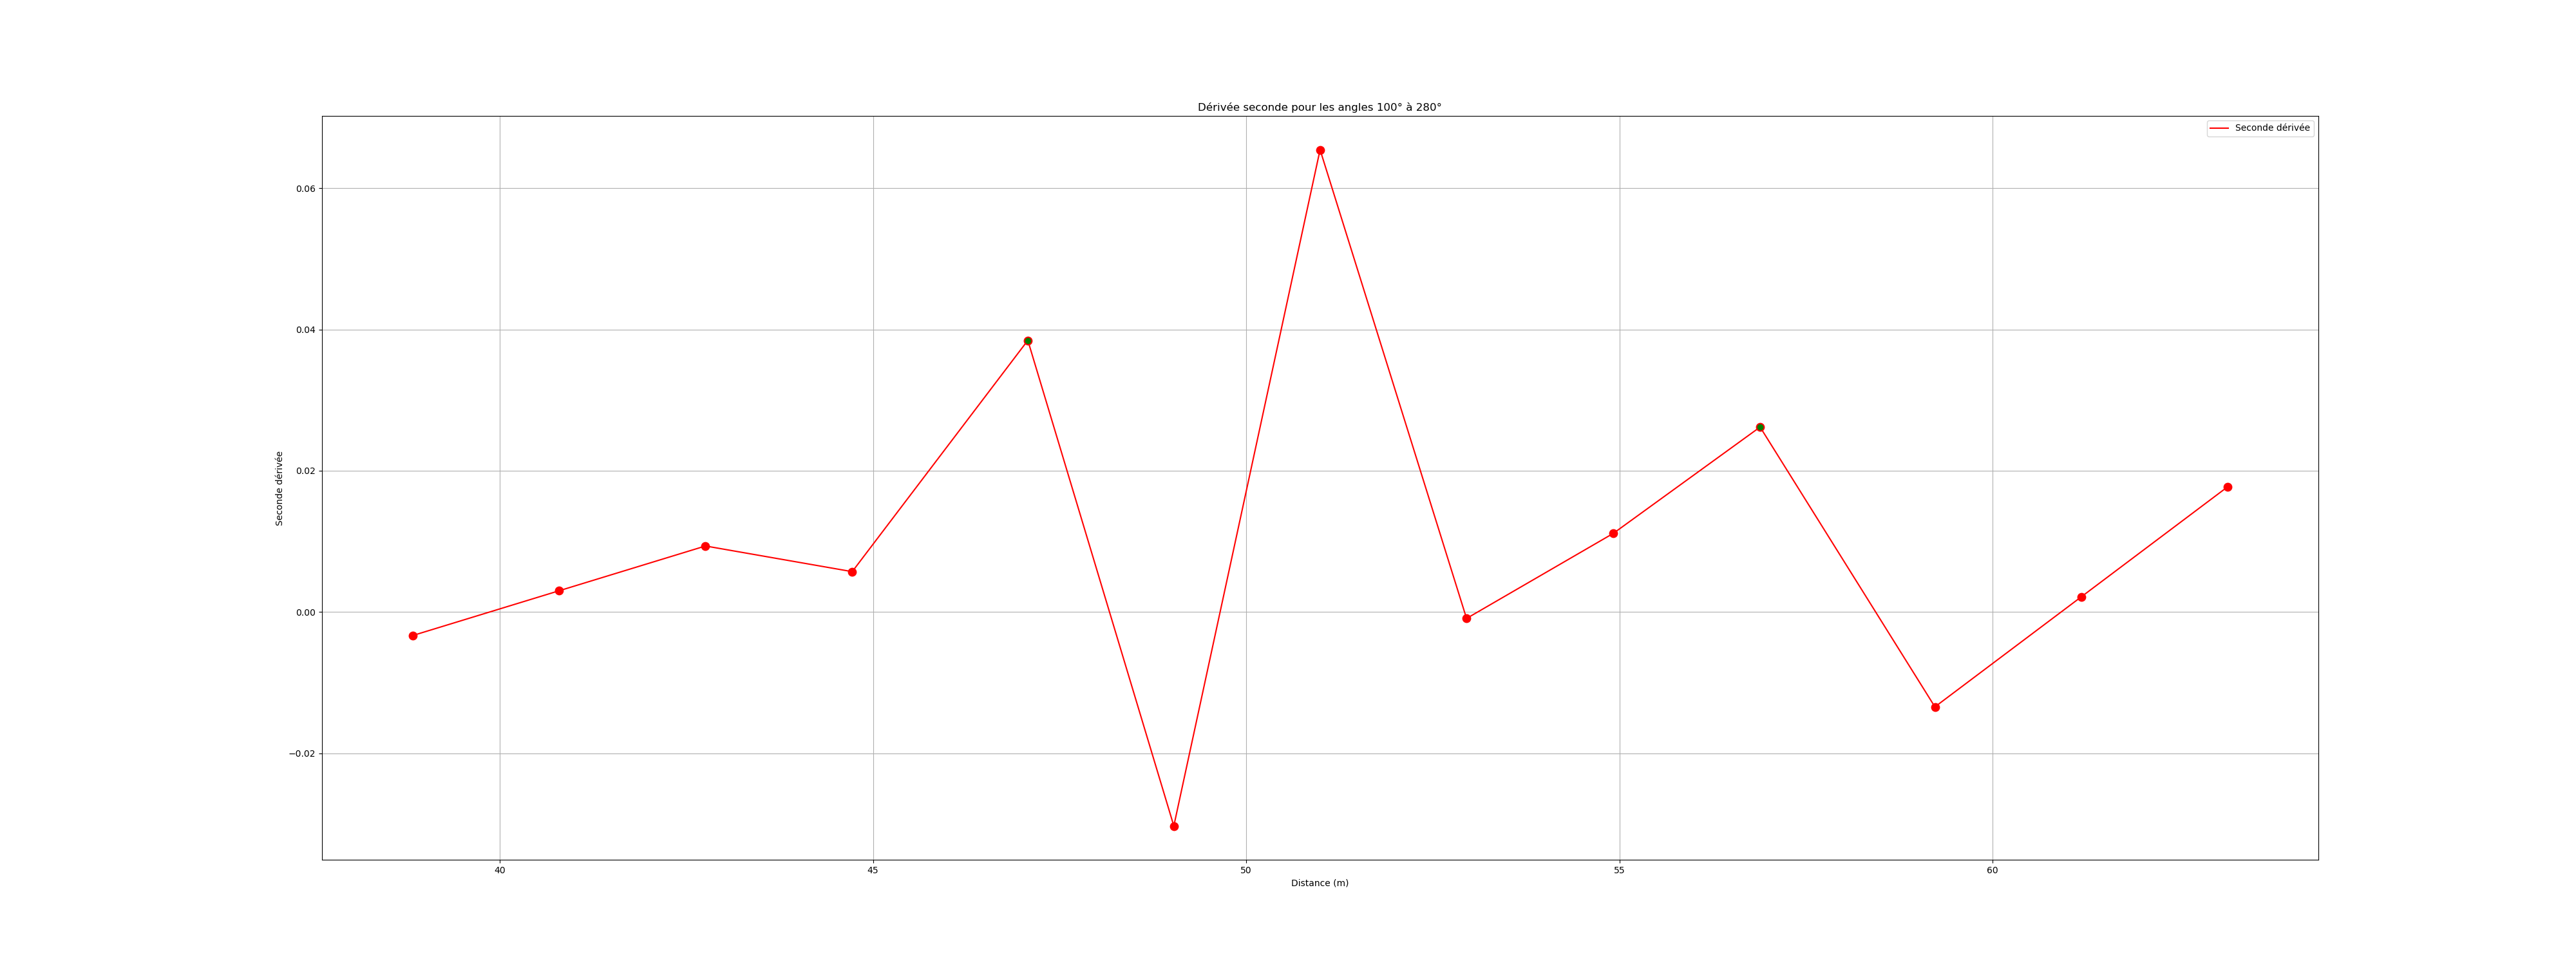 Dérivée seconde pour les angles 100° à 280°
Seconde dérivée
0.06
0.04
0.02
0.00
−0.02
Seconde dérivée
40
45
50
55
60
Distance (m)